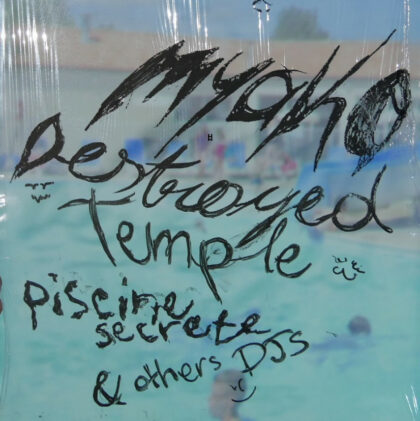 Myako
Destroyed
Temple
piscine
secrete
& others DJS